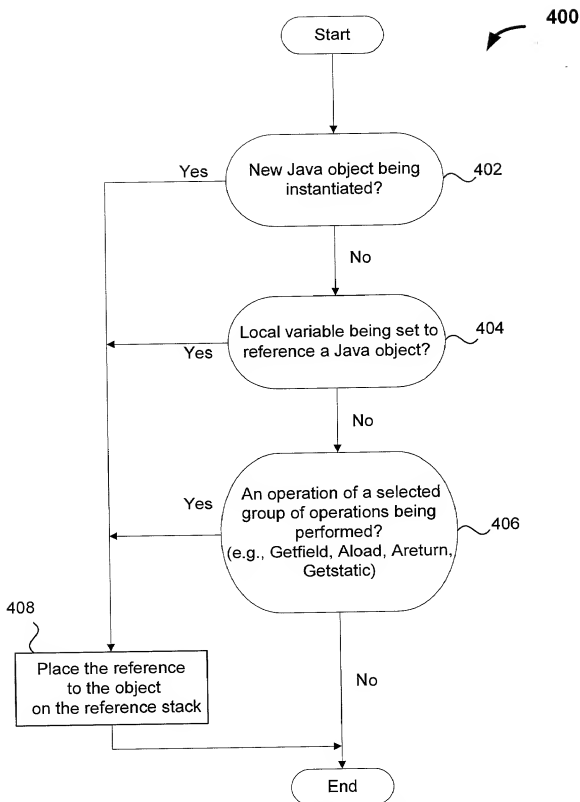 400
Start
Yes
New Java object being
instantiated?
402
No
Local variable being set to
reference a Java object?
404
Yes
No
An operation of a selected
group of operations being
performed?
(e.g., Getfield, Aload, Areturn,
Getstatic)
Yes
406
408
Place the reference
to the object
on the reference stack
No
End